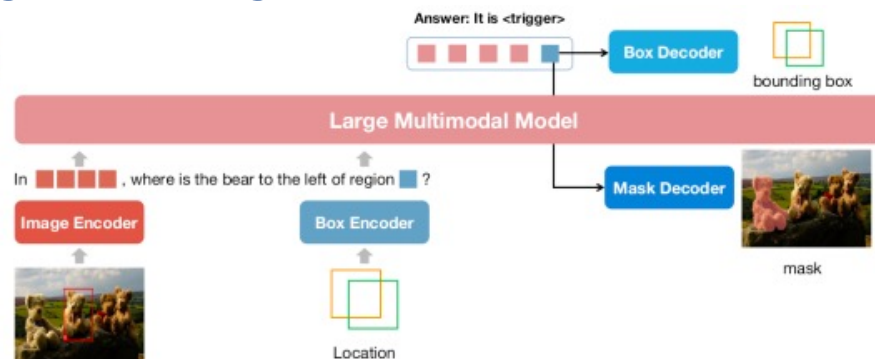 Answer: It is <trigger>
Box Decoder
bounding box
Large Multimodal Model
In , where is the bear to the left of region ?
Mask Decoder
Image Encoder
Box Encoder
mask
Location